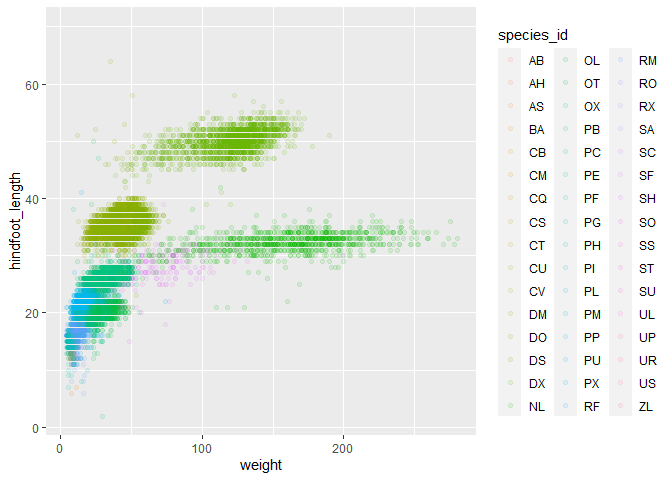 species_id
AB OL RM
AH OT RO
AS OX RX
BA PB SA
CB PC SC
CM PE SF
CQ PF SH
CS PG SO
CT PH SS
CU PI ST
CV PL SU
DM PM UL
DO PP UP
DS PU UR
DX PX US
NL RF ZL
hindfoot_length
60
40
20
0
0 100 200
weight